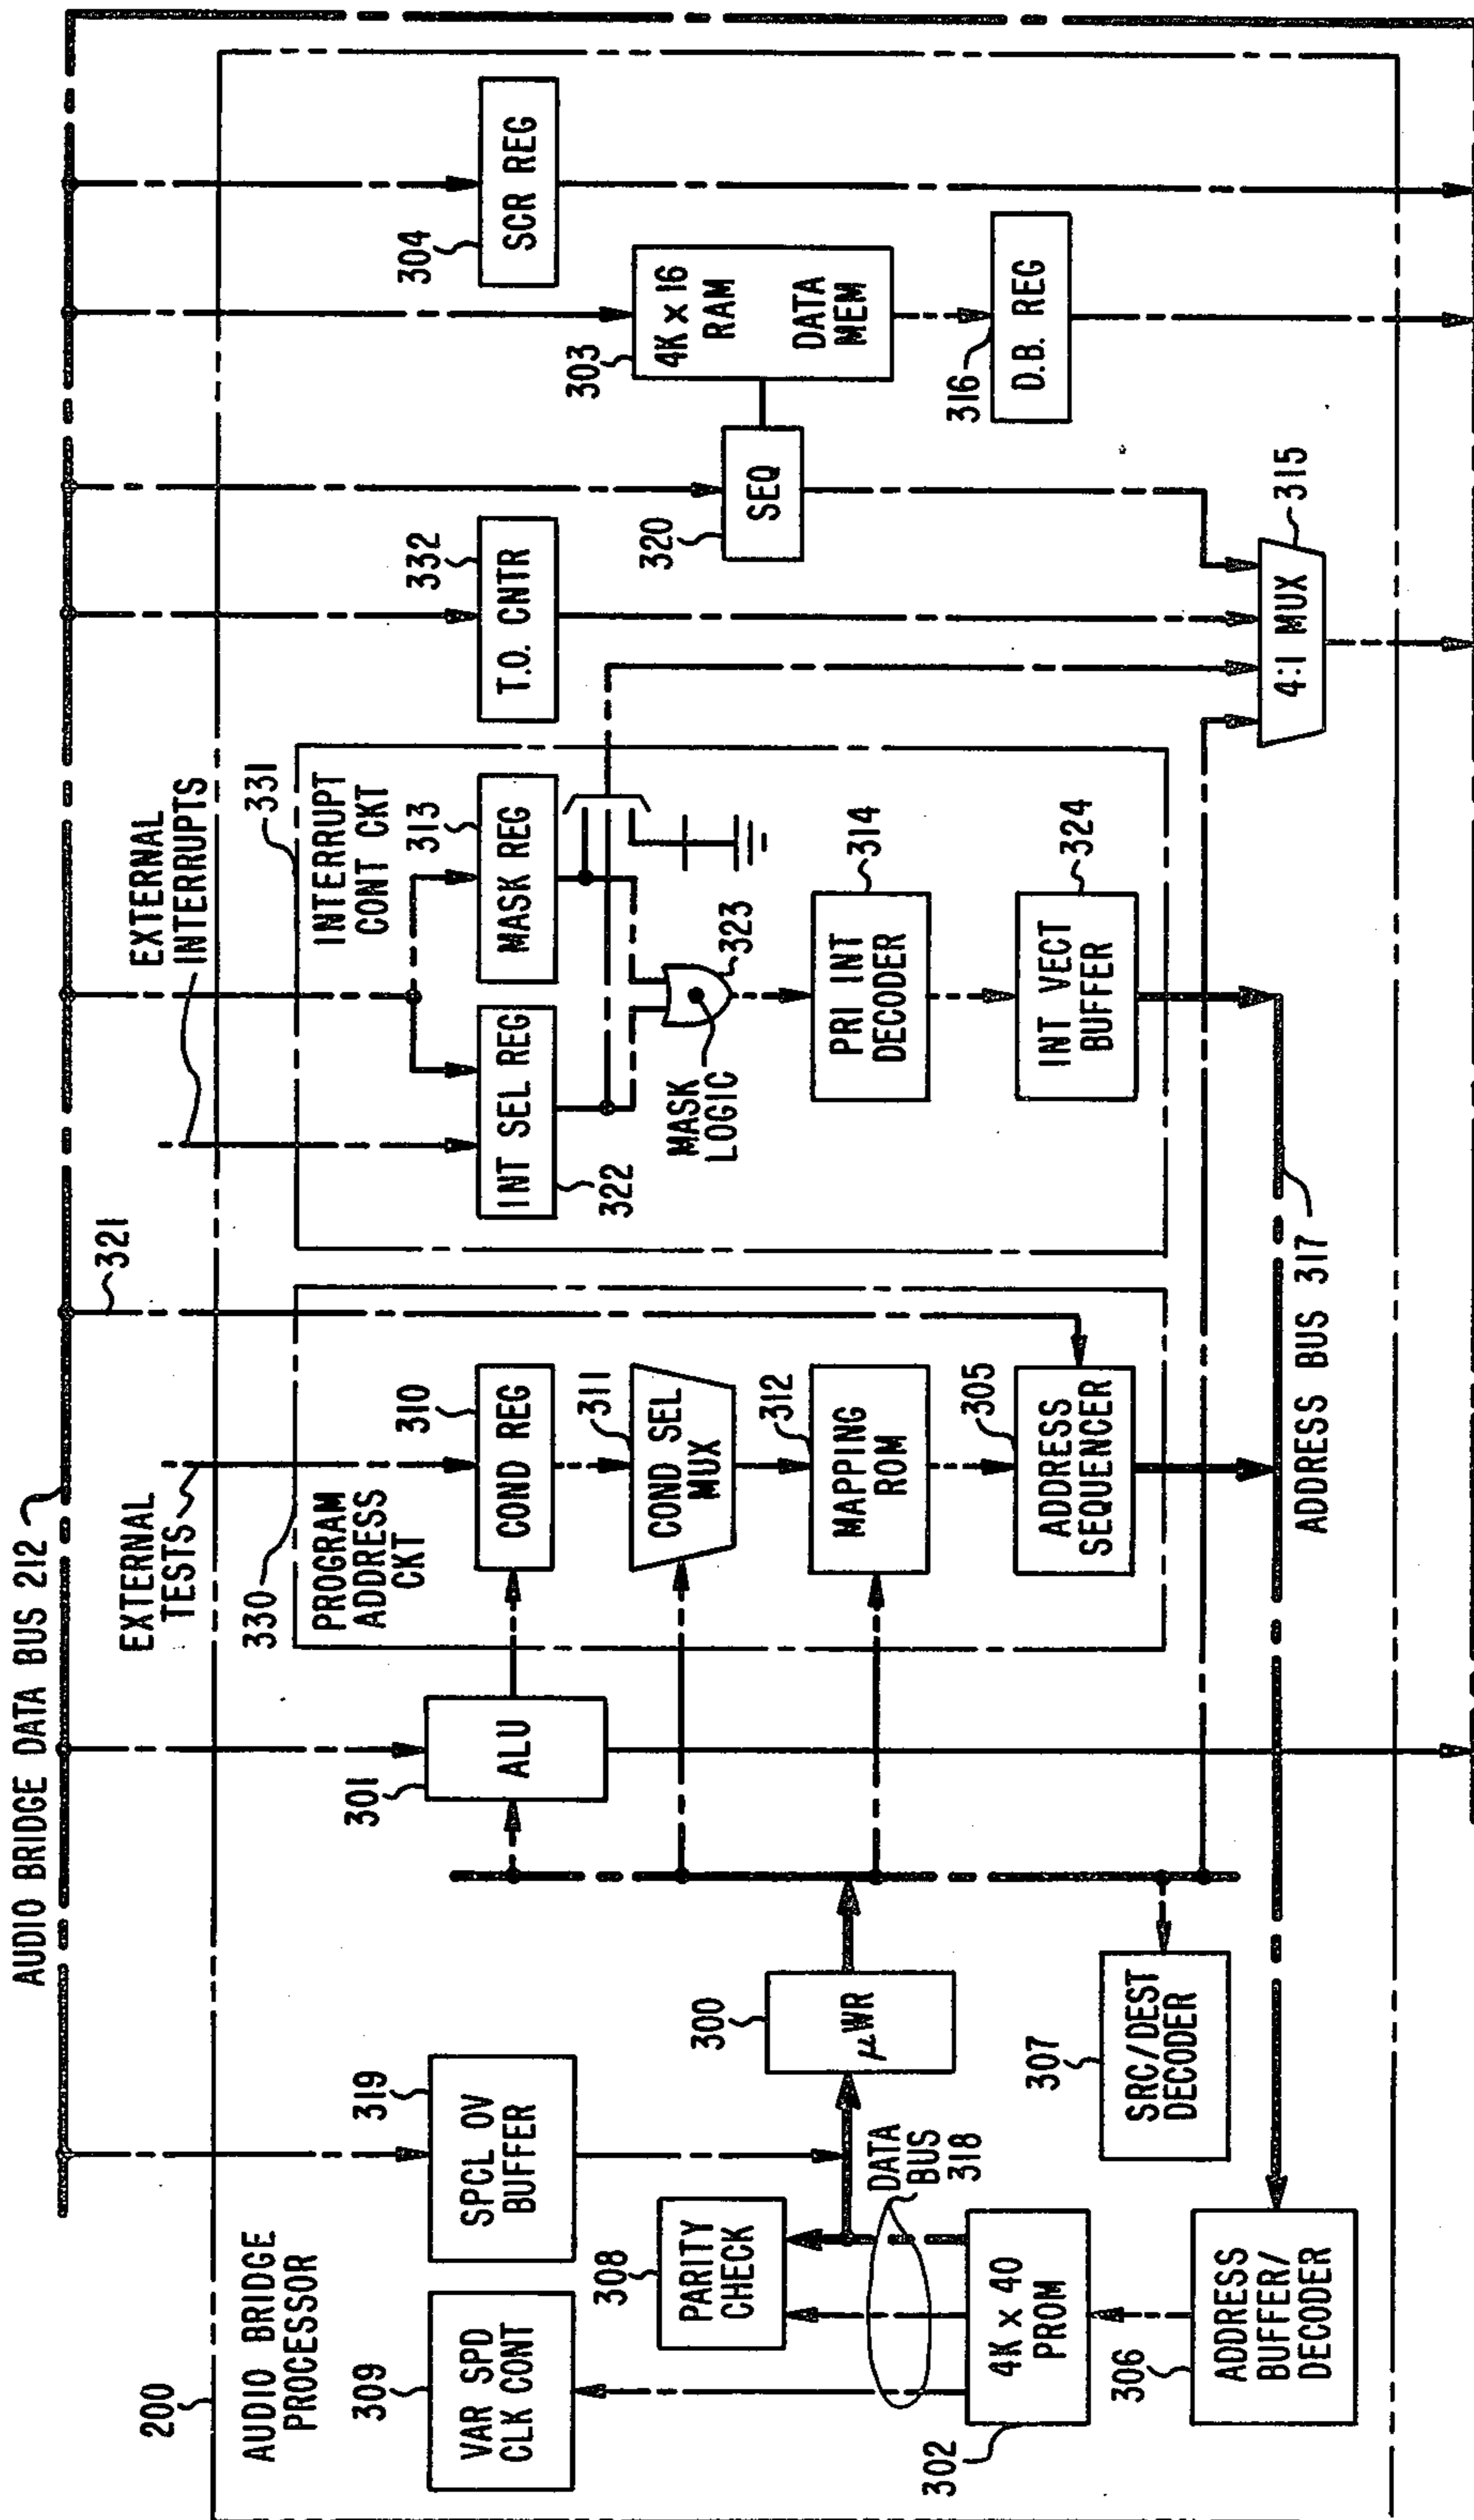 AUDIO BRIDGE DATA BUS 212
321
EXTERNAL
TESTS
EXTERNAL
INTERRUPTS
200
AUDIO BRIDGE
PROCESSOR
309
VAR SPD
CLK CONT
319
SPCL OV
BUFFER
308
PARITY
CHECK
DATA
BUS
318
302
4K x 40
PROM
306
ADDRESS
BUFFER/
DECODER
300
μWR
307
SRC/DEST
DECODER
301
ALU
330
PROGRAM
ADDRESS
CKT
310
COND REG
311
COND SEL
MUX
312
MAPPING
ROM
305
ADDRESS
SEQUENCER
ADDRESS BUS 317
331
INTERRUPT
CONT CKT
322
INT SEL REG
313
MASK REG
323
MASK
LOGIC
314
PRI INT
DECODER
324
INT VECT
BUFFER
332
T.O. CNTR
320
SEQ
303
4K x 16
RAM
DATA
MEM
304
SCR REG
316
D.B. REG
315
4:1 MUX